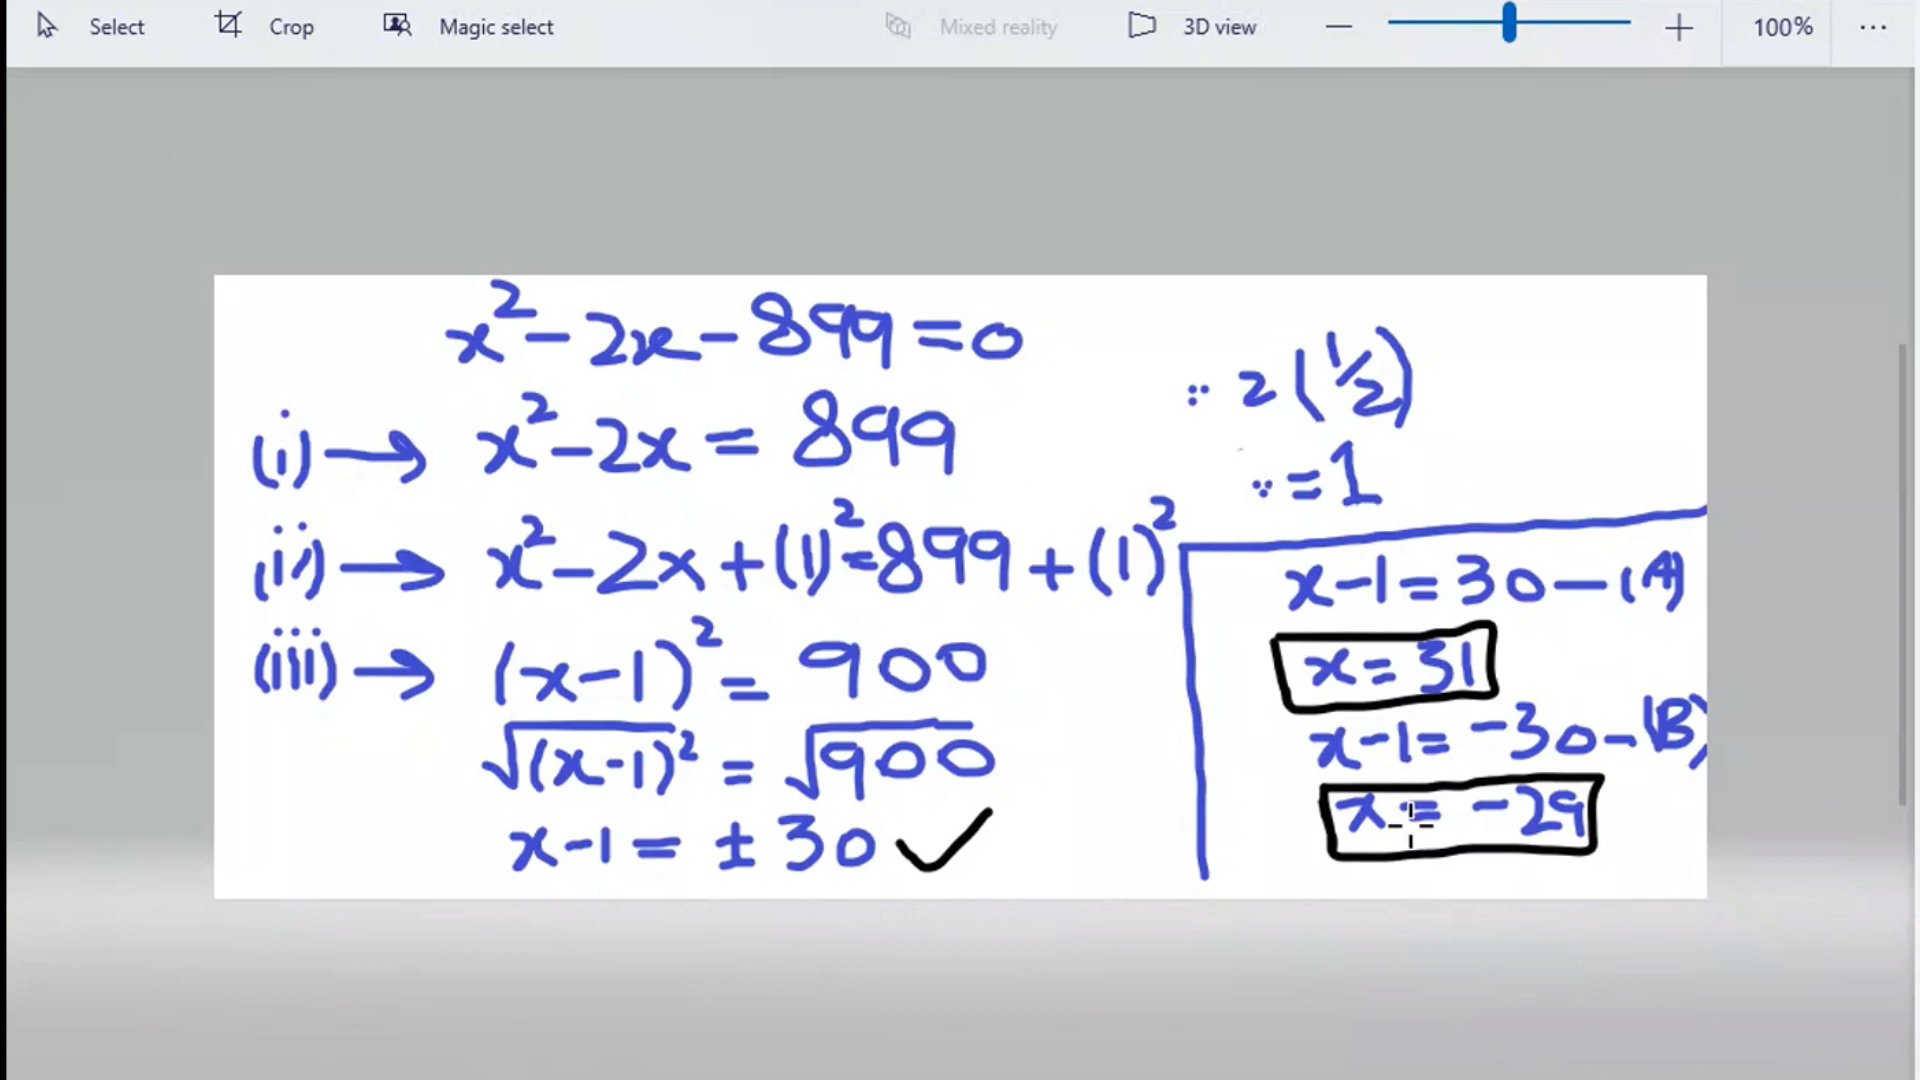 Select Crop Magic select Mixed reality 3D view 100%
x² - 2x - 899 = 0
(i) → x² - 2x = 899
(ii) → x² - 2x + (1)² = 899 + (1)²
(iii) → (x-1)² = 900
√(x-1)² = √900
x-1 = ± 30 ✓
2(1/2)
∵ = 1
x-1 = 30 — (A)
x = 31
x-1 = -30 - (B)
x = -29